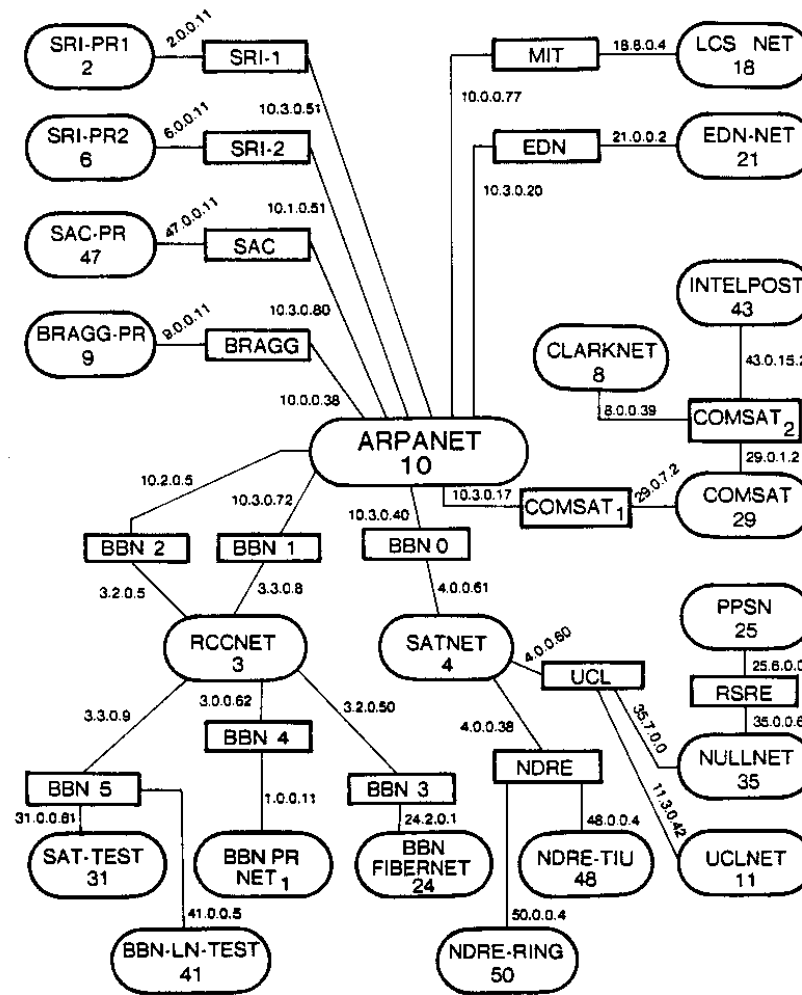 SRI-PR1
2
2.0.0.11
SRI-1
10.3.0.51
MIT
10.0.0.77
18.8.0.4
LCS NET
18
SRI-PR2
6
6.0.0.11
SRI-2
10.1.0.51
EDN
10.3.0.20
21.0.0.2
EDN-NET
21
SAC-PR
47
47.0.0.11
SAC
10.3.0.80
INTELPOST
43
43.0.15.2
BRAGG-PR
9
9.0.0.11
BRAGG
10.0.0.38
CLARKNET
8
8.0.0.39
COMSAT2
29.0.1.2
ARPANET
10
10.3.0.17
COMSAT1
29.0.7.2
COMSAT
29
10.2.0.5
10.3.0.72
10.3.0.40
BBN 2
BBN 1
BBN 0
3.2.0.5
3.3.0.8
4.0.0.61
RCCNET
3
SATNET
4
4.0.0.60
UCL
PPSN
25
25.6.0.0
RSRE
35.0.0.6
35.7.0.0
NULLNET
35
11.3.0.42
UCLNET
11
3.3.0.9
3.0.0.62
3.2.0.50
4.0.0.38
BBN 4
BBN 5
BBN 3
NDRE
31.0.0.61
1.0.0.11
24.2.0.1
48.0.0.4
SAT-TEST
31
BBN PR
NET1
BBN
FIBERNET
24
NDRE-TIU
48
41.0.0.5
50.0.0.4
BBN-LN-TEST
41
NDRE-RING
50